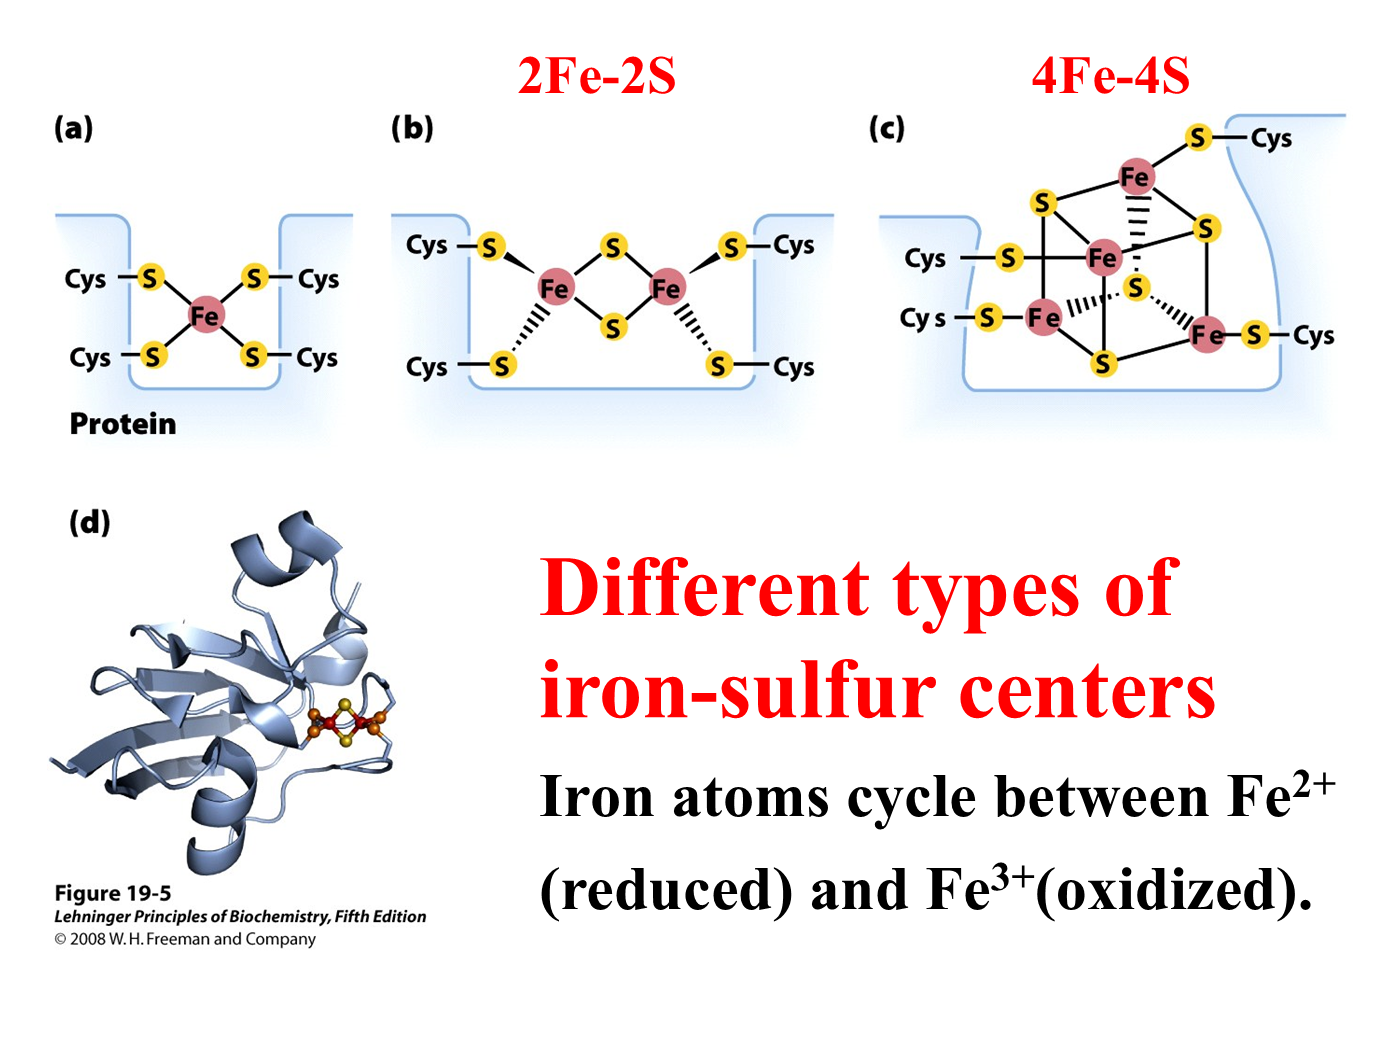 2Fe-2S
4Fe-4S
(a)
(b)
(c)
Cys S S Cys
Fe
Cys S S Cys
Protein
Cys S S S Cys
Fe Fe
S
Cys S S Cys
S Cys
Fe
S
S
Cys S Fe
S
Cys S Fe
Fe S Cys
S
(d)
Different types of
iron-sulfur centers
Iron atoms cycle between Fe²⁺
(reduced) and Fe³⁺(oxidized).
Figure 19-5
Lehninger Principles of Biochemistry, Fifth Edition
© 2008 W. H. Freeman and Company